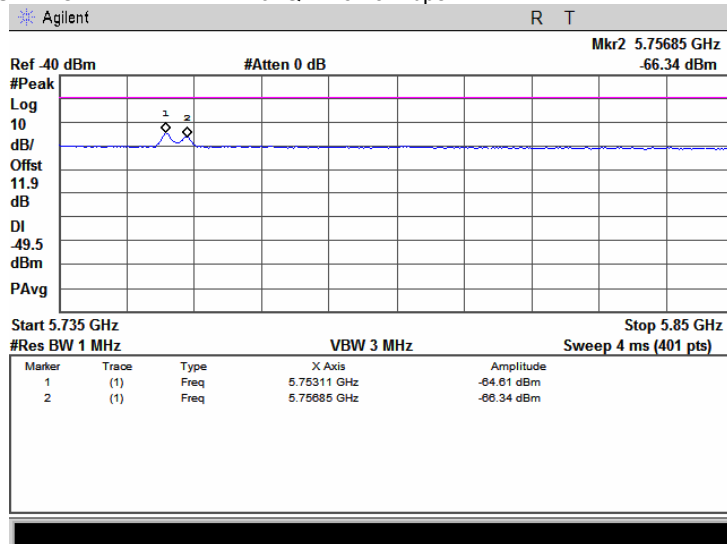 Agilent R T
Mkr2 5.75685 GHz
Ref -40 dBm #Atten 0 dB -66.34 dBm
#Peak
Log
10
dB/
Offst
11.9
dB
DI
-49.5
dBm
PAvg
1 2
Start 5.735 GHz Stop 5.85 GHz
#Res BW 1 MHz VBW 3 MHz Sweep 4 ms (401 pts)
Marker Trace Type X Axis Amplitude
1 (1) Freq 5.75311 GHz -64.61 dBm
2 (1) Freq 5.75685 GHz -66.34 dBm